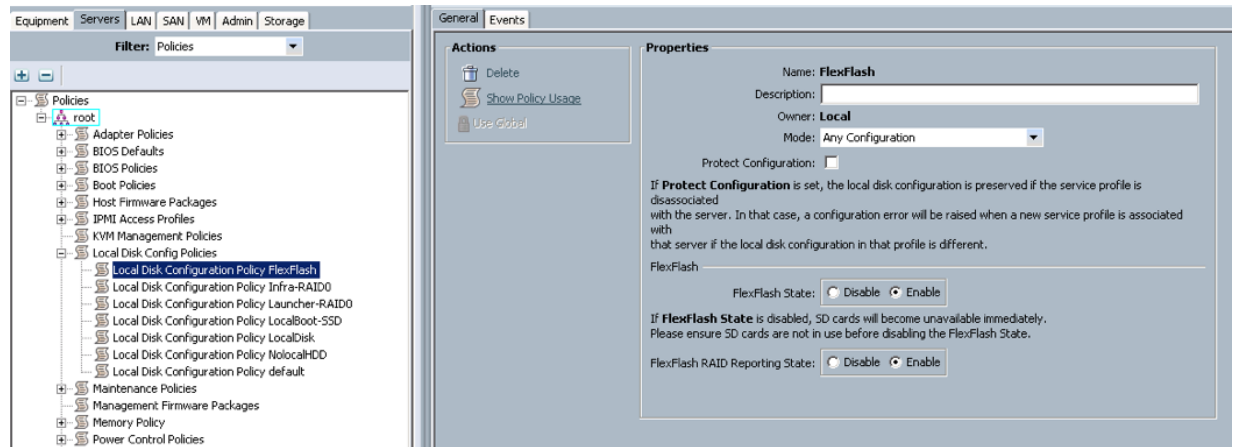 Equipment Servers LAN SAN VM Admin Storage
Filter: Policies
Policies
root
Adapter Policies
BIOS Defaults
BIOS Policies
Boot Policies
Host Firmware Packages
IPMI Access Profiles
KVM Management Policies
Local Disk Config Policies
Local Disk Configuration Policy FlexFlash
Local Disk Configuration Policy Infra-RAID0
Local Disk Configuration Policy Launcher-RAID0
Local Disk Configuration Policy LocalBoot-SSD
Local Disk Configuration Policy LocalDisk
Local Disk Configuration Policy NolocalHDD
Local Disk Configuration Policy default
Maintenance Policies
Management Firmware Packages
Memory Policy
Power Control Policies
General Events
Actions
Delete
Show Policy Usage
Use Global
Properties
Name: FlexFlash
Description:
Owner: Local
Mode: Any Configuration
Protect Configuration:
If Protect Configuration is set, the local disk configuration is preserved if the service profile is
disassociated
with the server. In that case, a configuration error will be raised when a new service profile is associated
with
that server if the local disk configuration in that profile is different.
FlexFlash
FlexFlash State: Disable Enable
If FlexFlash State is disabled, SD cards will become unavailable immediately.
Please ensure SD cards are not in use before disabling the FlexFlash State.
FlexFlash RAID Reporting State: Disable Enable